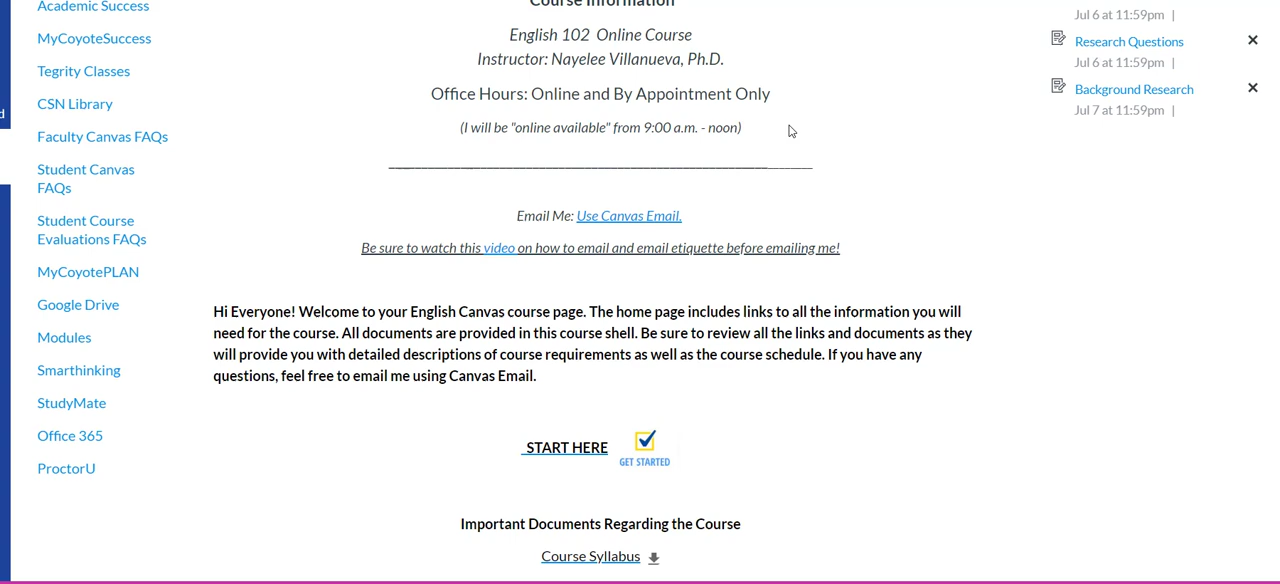 Academic Success
MyCoyoteSuccess
Tegrity Classes
CSN Library
Faculty Canvas FAQs
Student Canvas
FAQs
Student Course
Evaluations FAQs
MyCoyotePLAN
Google Drive
Modules
Smarthinking
StudyMate
Office 365
ProctorU
Course Information
English 102 Online Course
Instructor: Nayelee Villanueva, Ph.D.
Office Hours: Online and By Appointment Only
(I will be "online available" from 9:00 a.m. - noon)
Email Me: Use Canvas Email.
Be sure to watch this video on how to email and email etiquette before emailing me!
Hi Everyone! Welcome to your English Canvas course page. The home page includes links to all the information you will
need for the course. All documents are provided in this course shell. Be sure to review all the links and documents as they
will provide you with detailed descriptions of course requirements as well as the course schedule. If you have any
questions, feel free to email me using Canvas Email.
START HERE
GET STARTED
Important Documents Regarding the Course
Course Syllabus
Jul 6 at 11:59pm |
Research Questions
Jul 6 at 11:59pm |
Background Research
Jul 7 at 11:59pm |